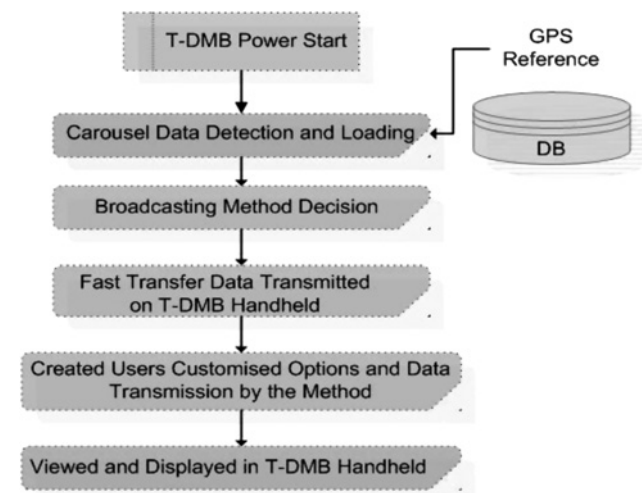 T-DMB Power Start
GPS
Reference
Carousel Data Detection and Loading
DB
Broadcasting Method Decision
Fast Transfer Data Transmitted
on T-DMB Handheld
Created Users Customised Options and Data
Transmission by the Method
Viewed and Displayed in T-DMB Handheld